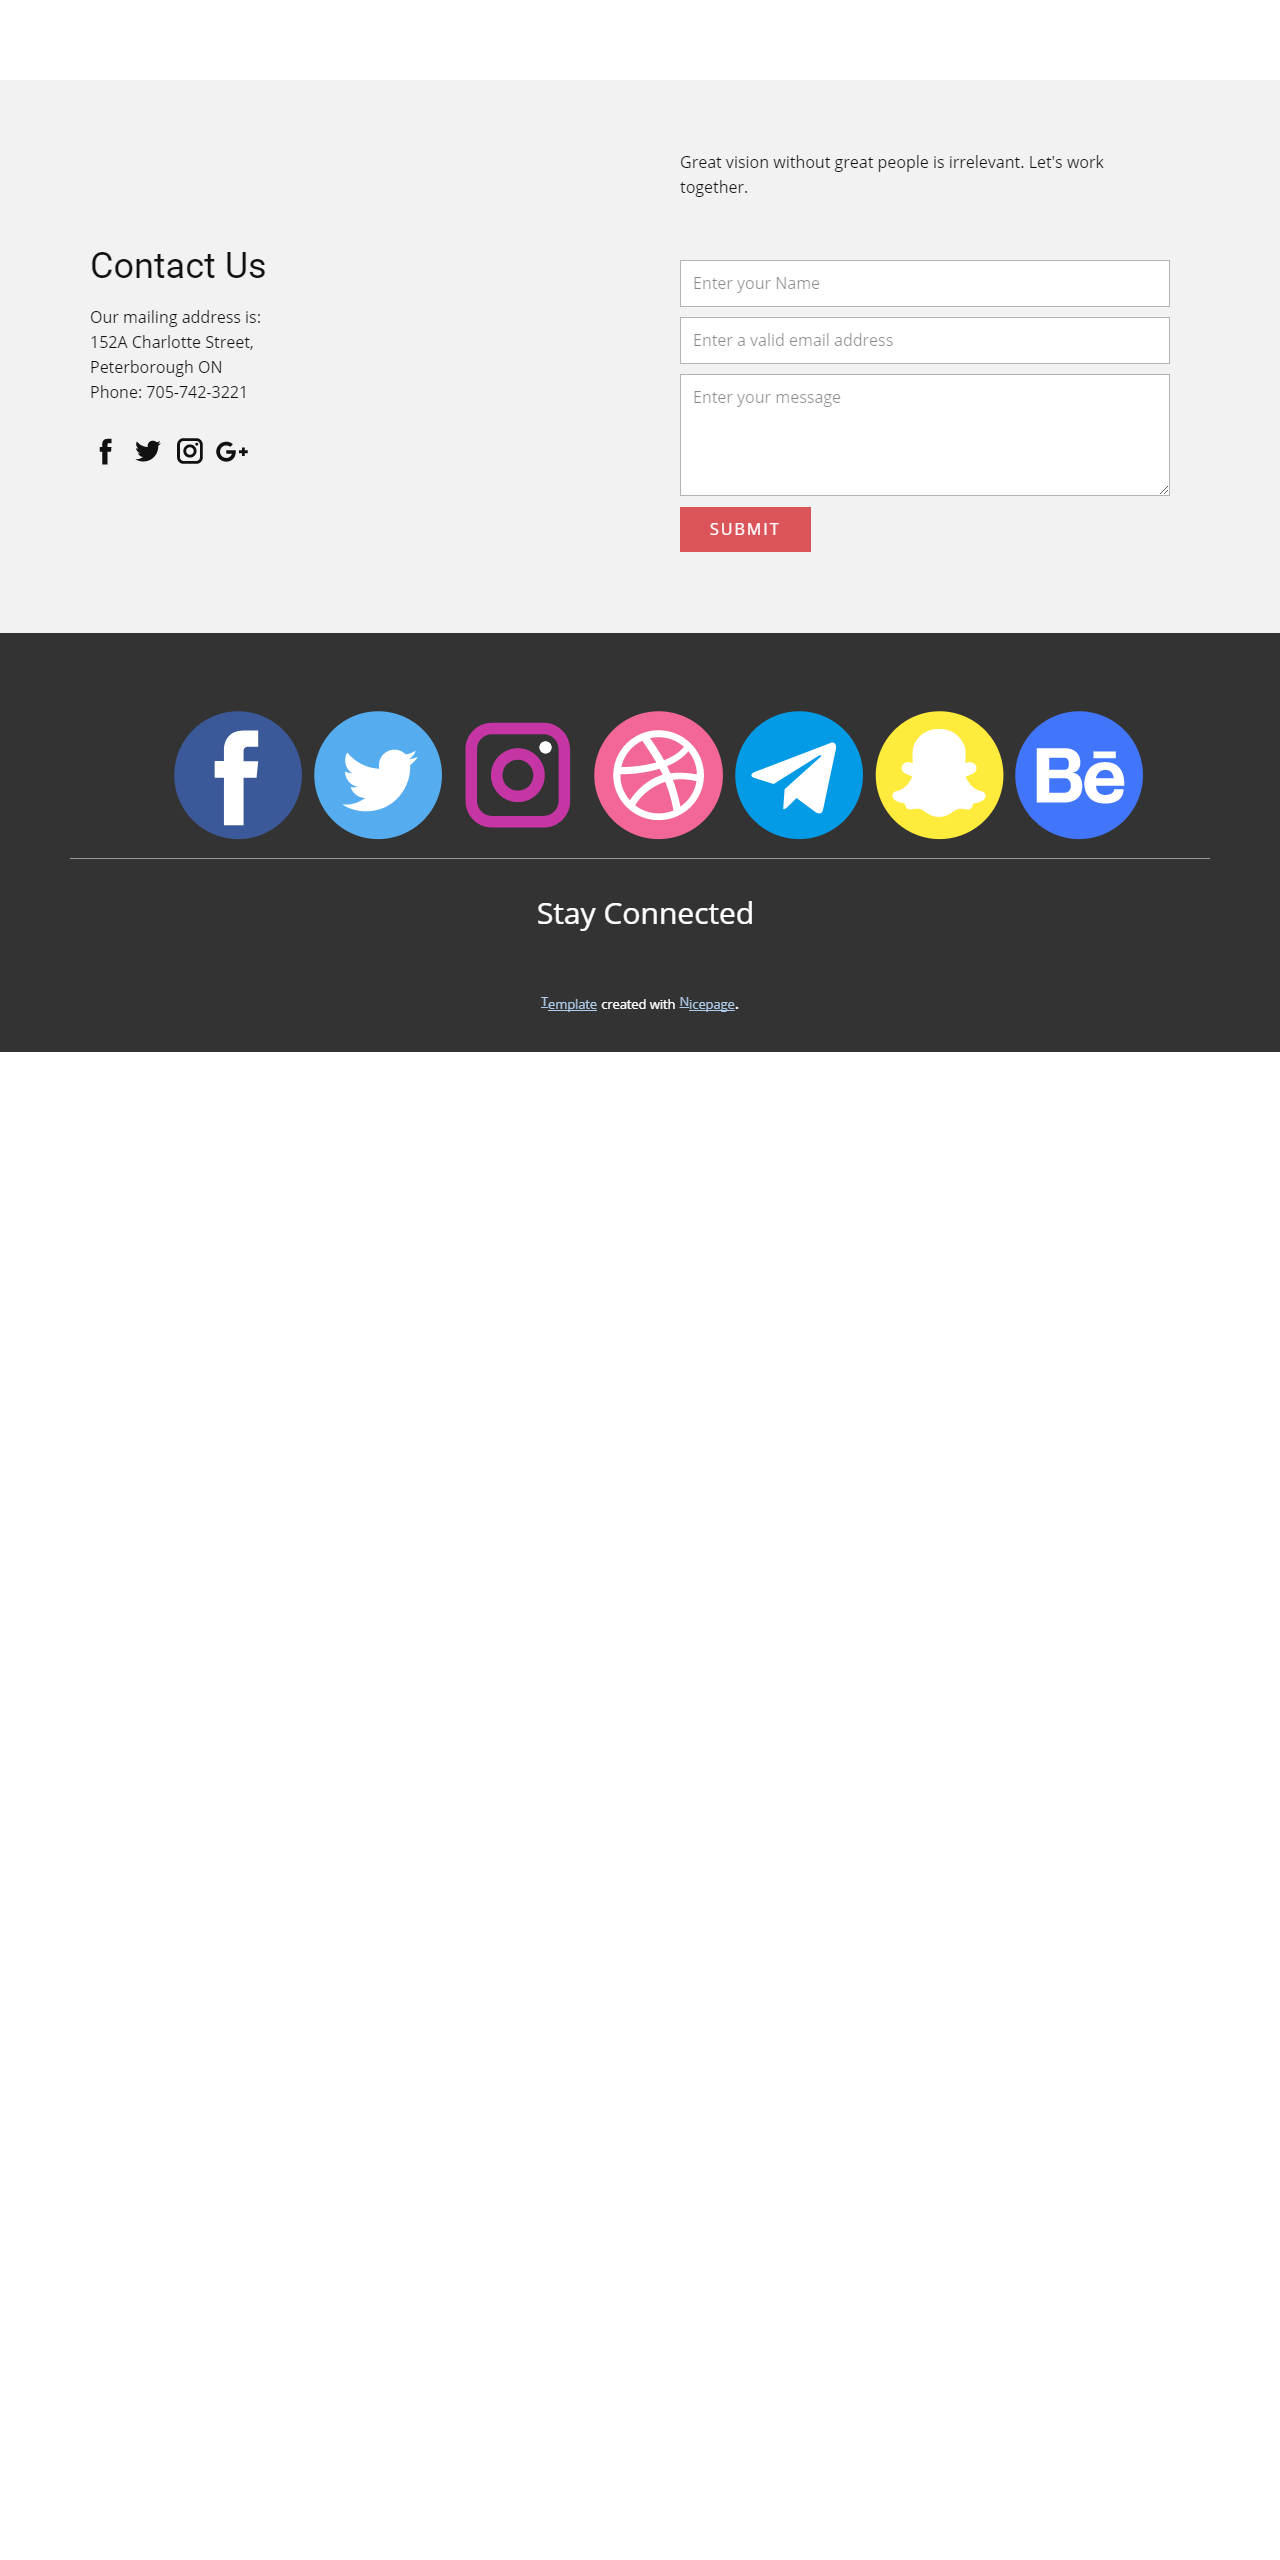 Great vision without great people is irrelevant. Let's work
together.
Contact Us
Our mailing address is:
152A Charlotte Street,
Peterborough ON
Phone: 705-742-3221
Enter your Name
Enter a valid email address
Enter your message
SUBMIT
Stay Connected
Template created with Nicepage.